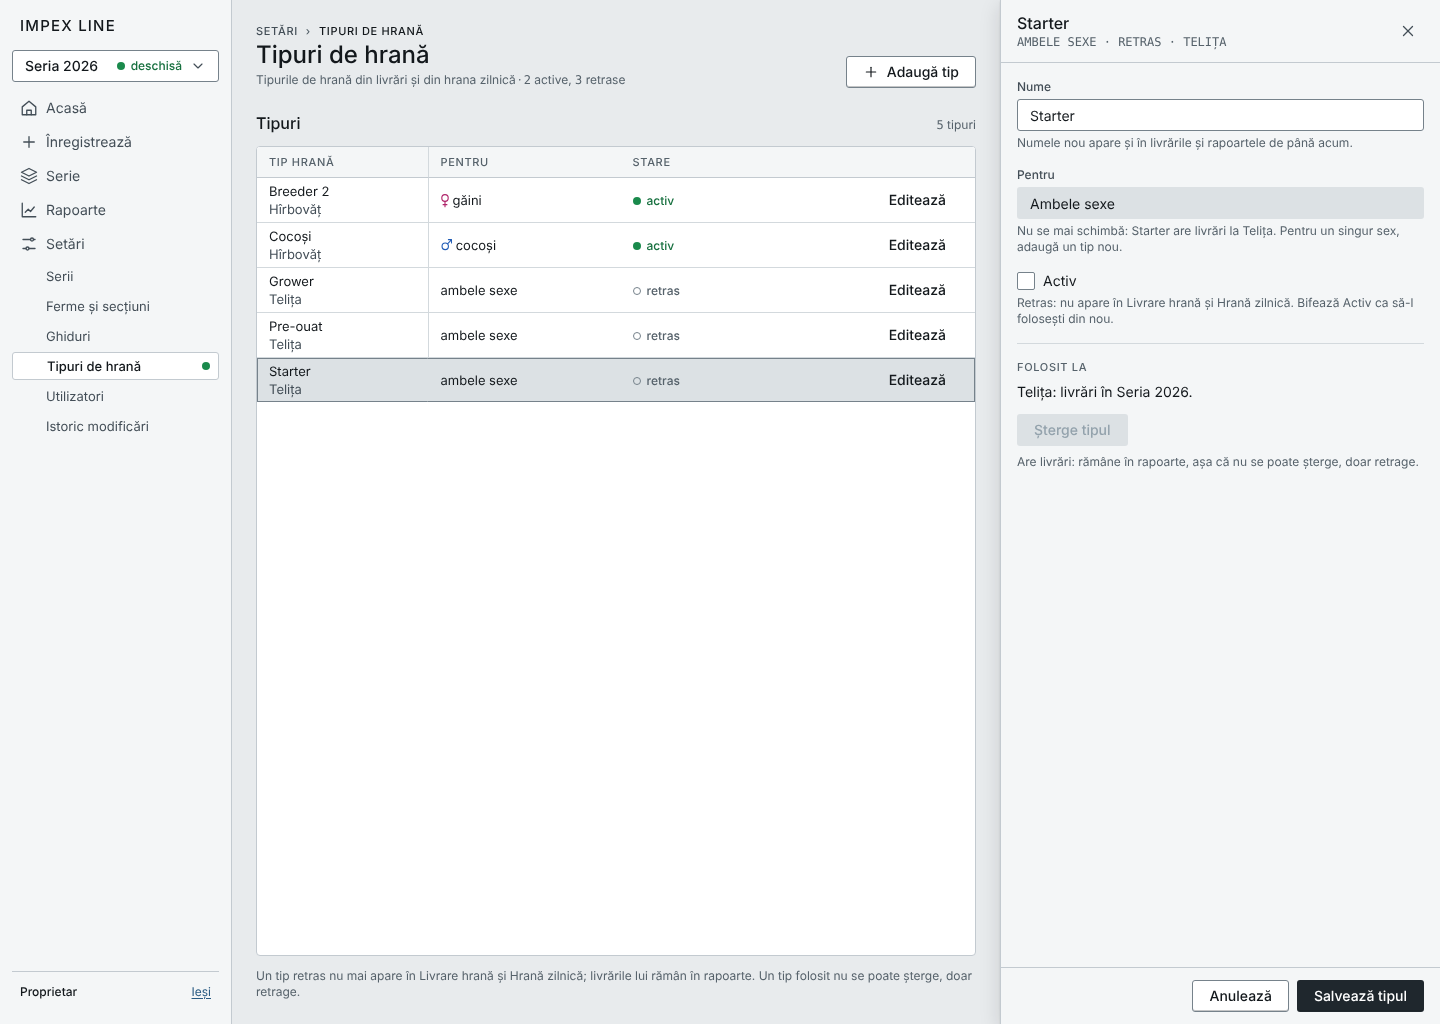 IMPEX LINE
Seria 2026 deschisă
Acasă
Înregistrează
Serie
Rapoarte
Setări
Serii
Ferme și secțiuni
Ghiduri
Tipuri de hrană
Utilizatori
Istoric modificări
Proprietar Ieși
SETĂRI › TIPURI DE HRANĂ
Tipuri de hrană
Tipurile de hrană din livrări și din hrana zilnică · 2 active, 3 retrase
Adaugă tip
Tipuri 5 tipuri
TIP HRANĂ PENTRU STARE
Breeder 2
Hîrbovăț
♀ găini activ Editează
Cocoși
Hîrbovăț
♂ cocoși activ Editează
Grower
Telița
ambele sexe retras Editează
Pre-ouat
Telița
ambele sexe retras Editează
Starter
Telița
ambele sexe retras Editează
Un tip retras nu mai apare în Livrare hrană și Hrană zilnică; livrările lui rămân în rapoarte. Un tip folosit nu se poate șterge, doar
retrage.
Starter
AMBELE SEXE · RETRAS · TELIȚA
Nume
Starter
Numele nou apare și în livrările și rapoartele de până acum.
Pentru
Ambele sexe
Nu se mai schimbă: Starter are livrări la Telița. Pentru un singur sex,
adaugă un tip nou.
Activ
Retras: nu apare în Livrare hrană și Hrană zilnică. Bifează Activ ca să-l
folosești din nou.
FOLOSIT LA
Telița: livrări în Seria 2026.
Șterge tipul
Are livrări: rămâne în rapoarte, așa că nu se poate șterge, doar retrage.
Anulează Salvează tipul